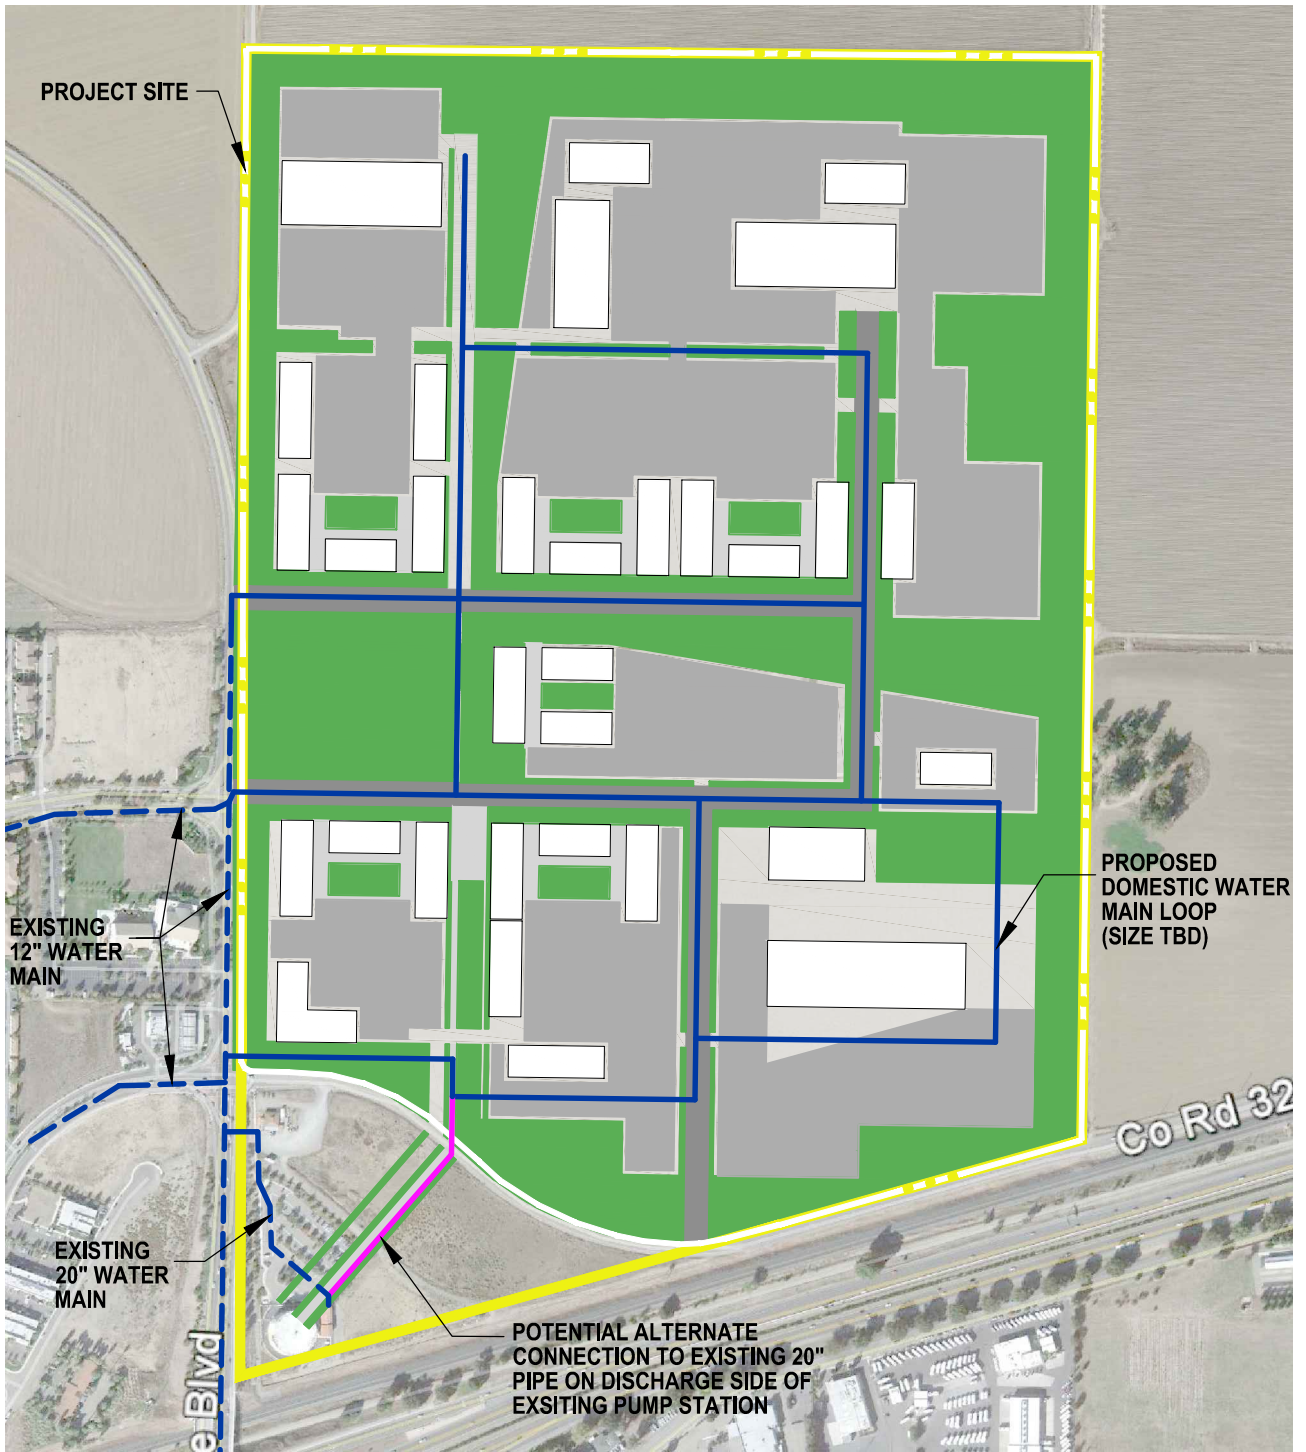 PROJECT SITE
EXISTING
12" WATER
MAIN
PROPOSED
DOMESTIC WATER
MAIN LOOP
(SIZE TBD)
Co Rd 32
EXISTING
20" WATER
MAIN
POTENTIAL ALTERNATE
CONNECTION TO EXISTING 20"
PIPE ON DISCHARGE SIDE OF
EXSITING PUMP STATION
e Blvd